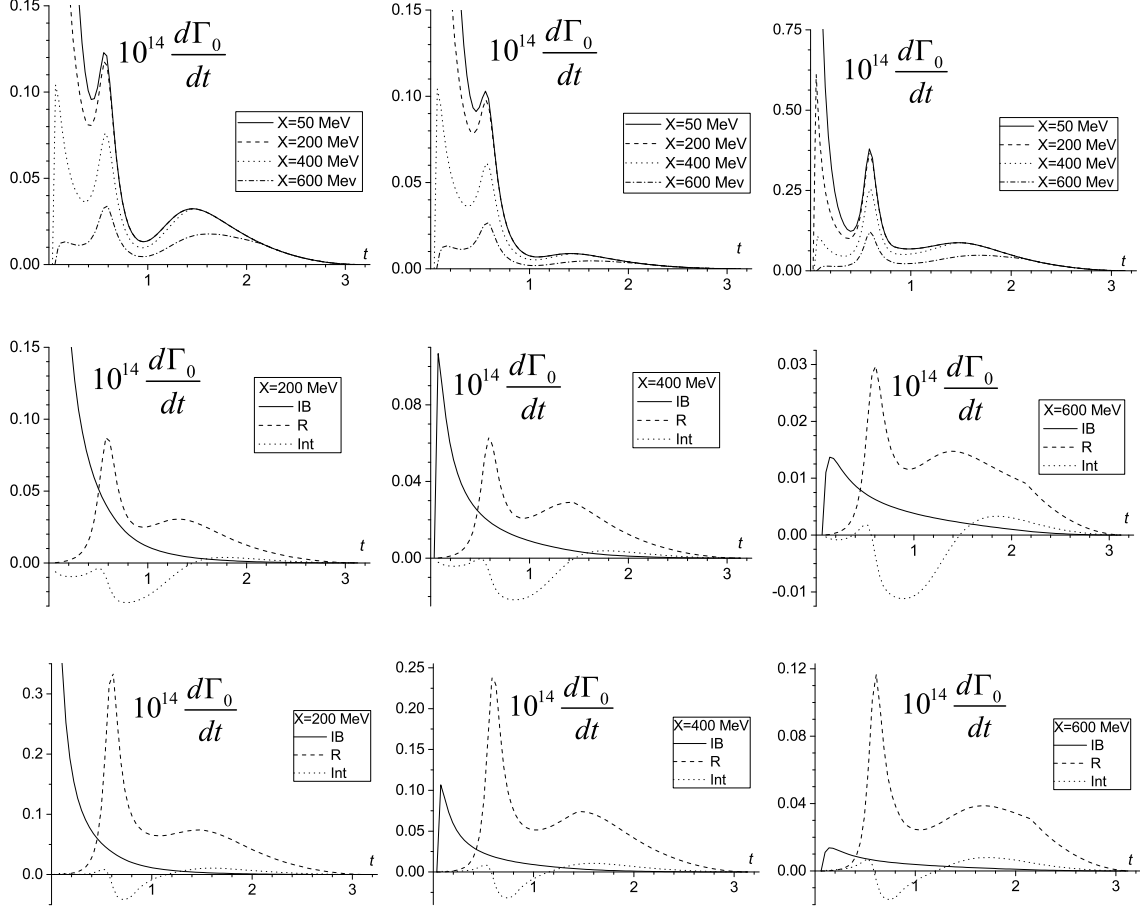 0.15
0.10
0.05
0.00
10^14 dΓ_0/dt
X=50 MeV
X=200 MeV
X=400 MeV
X=600 Mev
t
1 2 3
0.15
0.10
0.05
0.00
10^14 dΓ_0/dt
X=50 MeV
X=200 MeV
X=400 MeV
X=600 Mev
t
1 2 3
0.75
0.50
0.25
0.00
10^14 dΓ_0/dt
X=50 MeV
X=200 MeV
X=400 MeV
X=600 Mev
t
1 2 3
0.15
0.10
0.05
0.00
10^14 dΓ_0/dt
X=200 MeV
IB
R
Int
t
1 2 3
0.08
0.04
0.00
10^14 dΓ_0/dt
X=400 MeV
IB
R
Int
t
1 2 3
0.03
0.02
0.01
0.00
-0.01
10^14 dΓ_0/dt
X=600 MeV
IB
R
Int
t
1 2 3
0.3
0.2
0.1
0.0
10^14 dΓ_0/dt
X=200 MeV
IB
R
Int
t
1 2 3
0.25
0.20
0.15
0.10
0.05
0.00
10^14 dΓ_0/dt
X=400 MeV
IB
R
Int
t
1 2 3
0.12
0.08
0.04
0.00
10^14 dΓ_0/dt
X=600 MeV
IB
R
Int
t
1 2 3